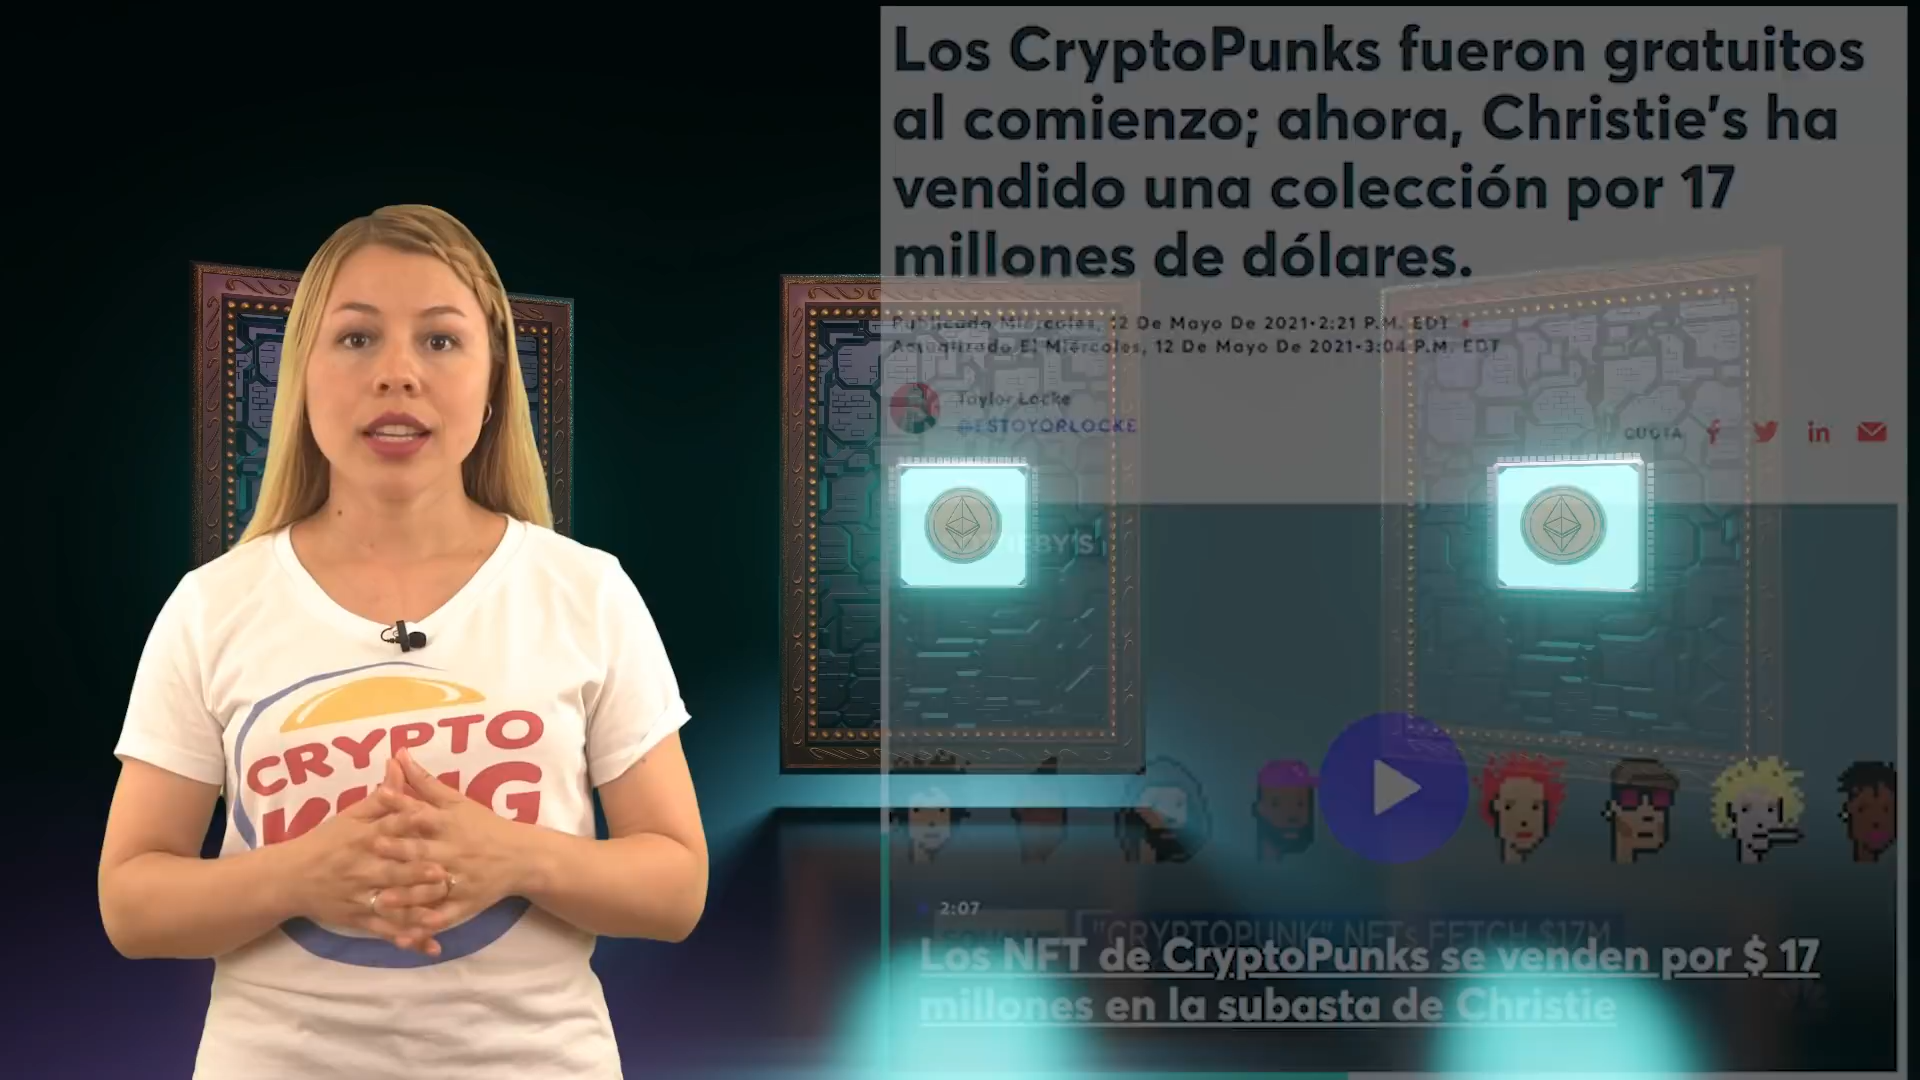 Los CryptoPunks fueron gratuitos
al comienzo; ahora, Christie's ha
vendido una colección por 17
millones de dólares.
Publicado Miércoles, 12 De Mayo De 2021•2:21 P.M. EDT
Actualizado El Miércoles, 12 De Mayo De 2021•3:04 P.M. EDT
Taylor Locke
@ESTOYORLOCKE
CUOTA
CRYPTO
KING
2:07
"CRYPTOPUNK" NFTs FETCH $17M
Los NFT de CryptoPunks se venden por $ 17
millones en la subasta de Christie